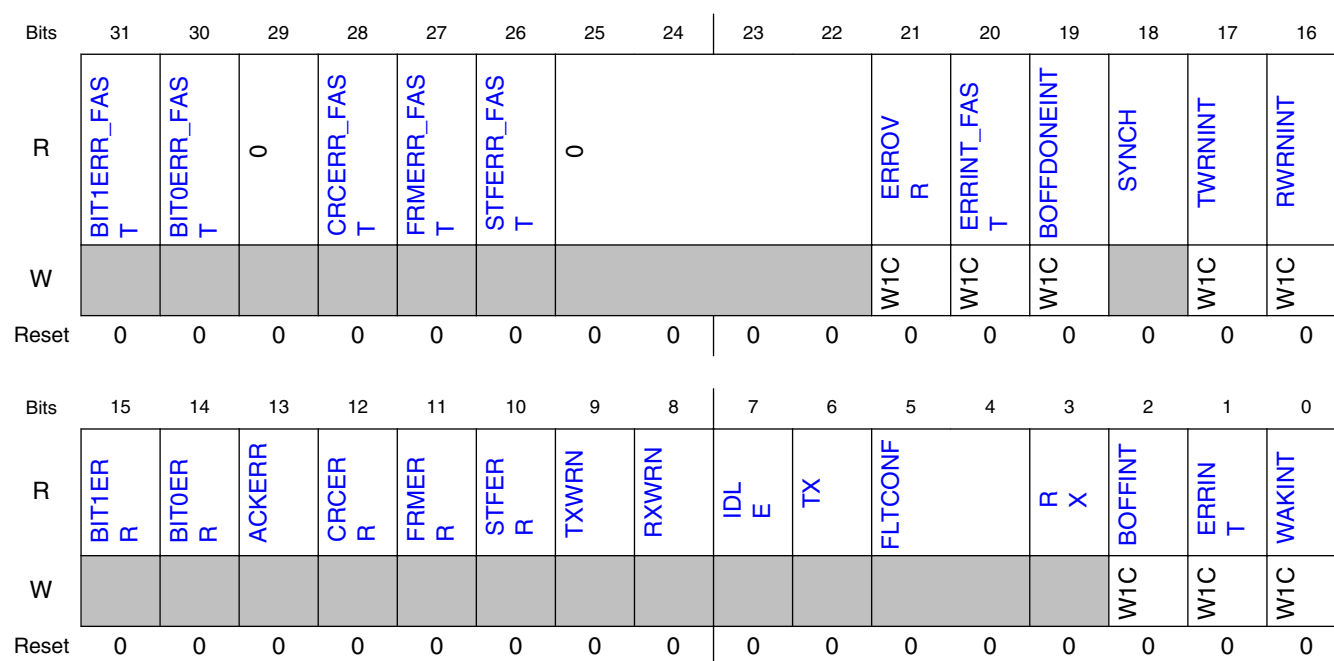 Bits 31 30 29 28 27 26 25 24 23 22 21 20 19 18 17 16
R
BIT1ERR_FAS
T
BIT0ERR_FAS
T
0
CRCERR_FAS
T
FRMERR_FAS
T
STFERR_FAS
T
0
ERROV
R
ERRINT_FAS
T
BOFFDONEINT
SYNCH
TWRNINT
RWRNINT
W W1C W1C W1C W1C W1C
Reset 0 0 0 0 0 0 0 0 0 0 0 0 0 0 0 0
Bits 15 14 13 12 11 10 9 8 7 6 5 4 3 2 1 0
R
BIT1ER
R
BIT0ER
R
ACKERR
CRCER
R
FRMER
R
STFER
R
TXWRN
RXWRN
IDL
E
TX
FLTCONF
R
X
BOFFINT
ERRIN
T
WAKINT
W W1C W1C W1C
Reset 0 0 0 0 0 0 0 0 0 0 0 0 0 0 0 0